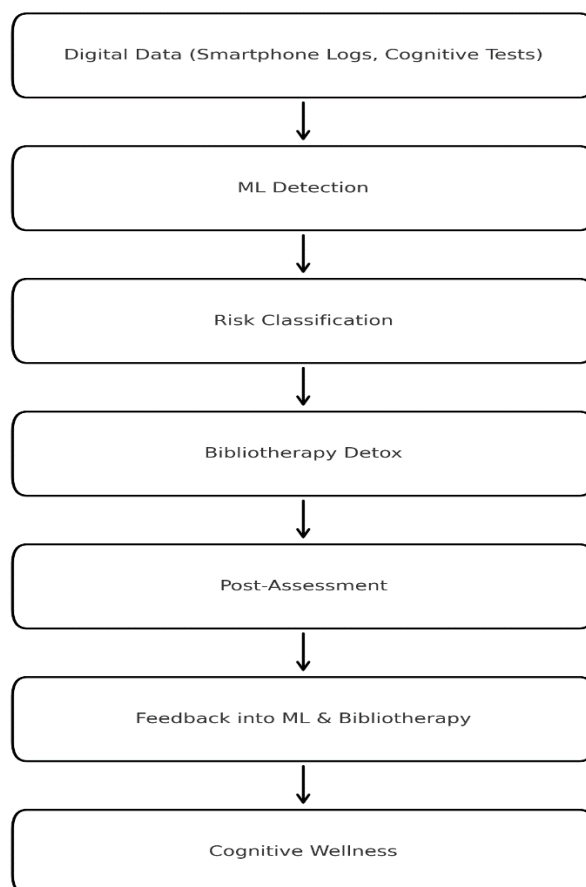 Digital Data (Smartphone Logs, Cognitive Tests)
ML Detection
Risk Classification
Bibliotherapy Detox
Post-Assessment
Feedback into ML & Bibliotherapy
Cognitive Wellness